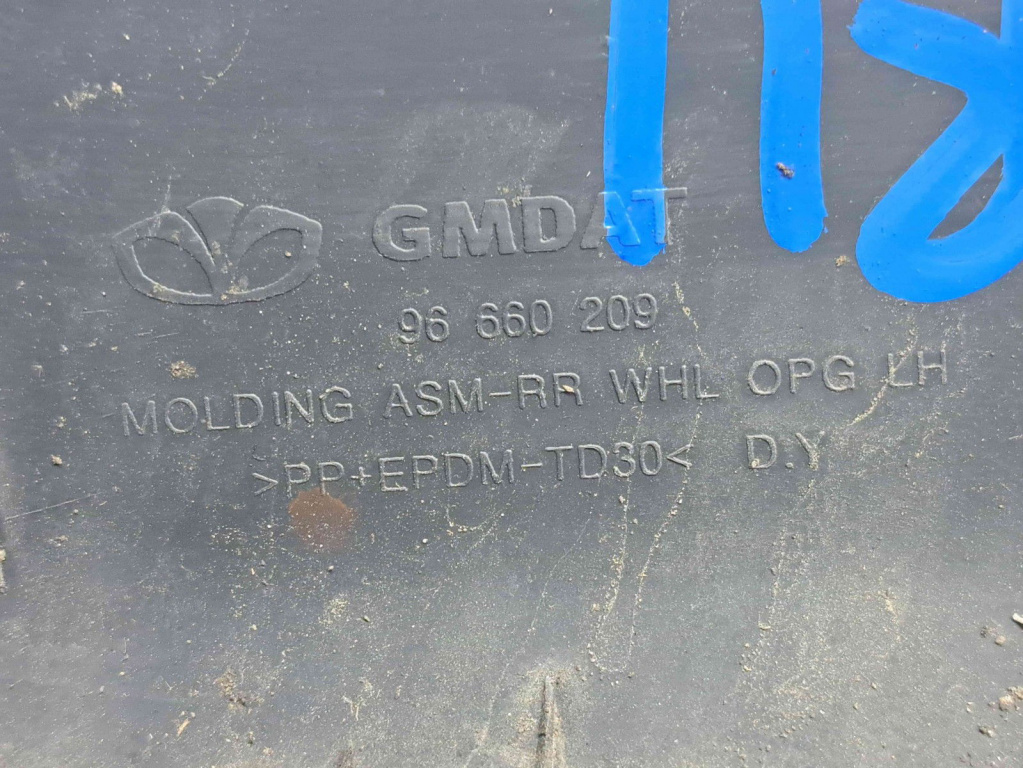 GMDAT
96 660 209
MOLDING ASM-RR WHL OPG LH
>PP+EPDM-TD30< D.Y